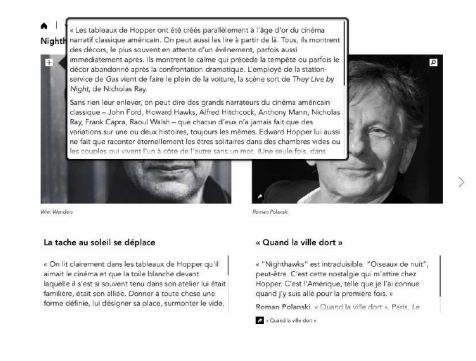 Nighth
« Les tableaux de Hopper ont été créés parallèlement à l'âge d'or du cinéma
narratif classique américain. On peut aussi les lire à partir de là. Tous, ils montrent
des décors, le plus souvent en attente d'un événement, parfois aussi
immédiatement après. Ils montrent le calme qui précède la tempête ou parfois le
décor abandonné après la confrontation dramatique. L'employé de la station-
service de Gas vient de faire le plein de la voiture, la scène sort de They Live by
Night, de Nicholas Ray.
Sans rien leur enlever, on peut dire des grands narrateurs du cinéma américain
classique – John Ford, Howard Hawks, Alfred Hitchcock, Anthony Mann, Nicholas
Ray, Frank Capra, Raoul Walsh – que chacun d'eux n'a jamais fait que des
variations sur une ou deux histoires, toujours les mêmes. Edward Hopper lui aussi
ne fait que raconter éternellement les êtres solitaires dans des chambres vides ou
les couples qui vivent l'un à côté de l'autre sans un mot. (Une seule fois, dans
Wim Wenders
Roman Polanski
La tache au soleil se déplace
« On lit clairement dans les tableaux de Hopper qu'il
aimait le cinéma et que la toile blanche devant
laquelle il s'est si souvent tenu dans son atelier lui était
familière, était son alliée. Donner à toute chose une
forme définie, lui désigner sa place, surmonter le vide,
« Quand la ville dort »
« "Nighthawks" est intraduisible. "Oiseaux de nuit",
peut-être. C'est cette nostalgie qui m'attire chez
Hopper. C'est l'Amérique, telle que je l'ai connue
quand j'y suis allé pour la première fois. »
Roman Polanski, « Quand la ville dort », Paris, Le
« Quand la ville dort »